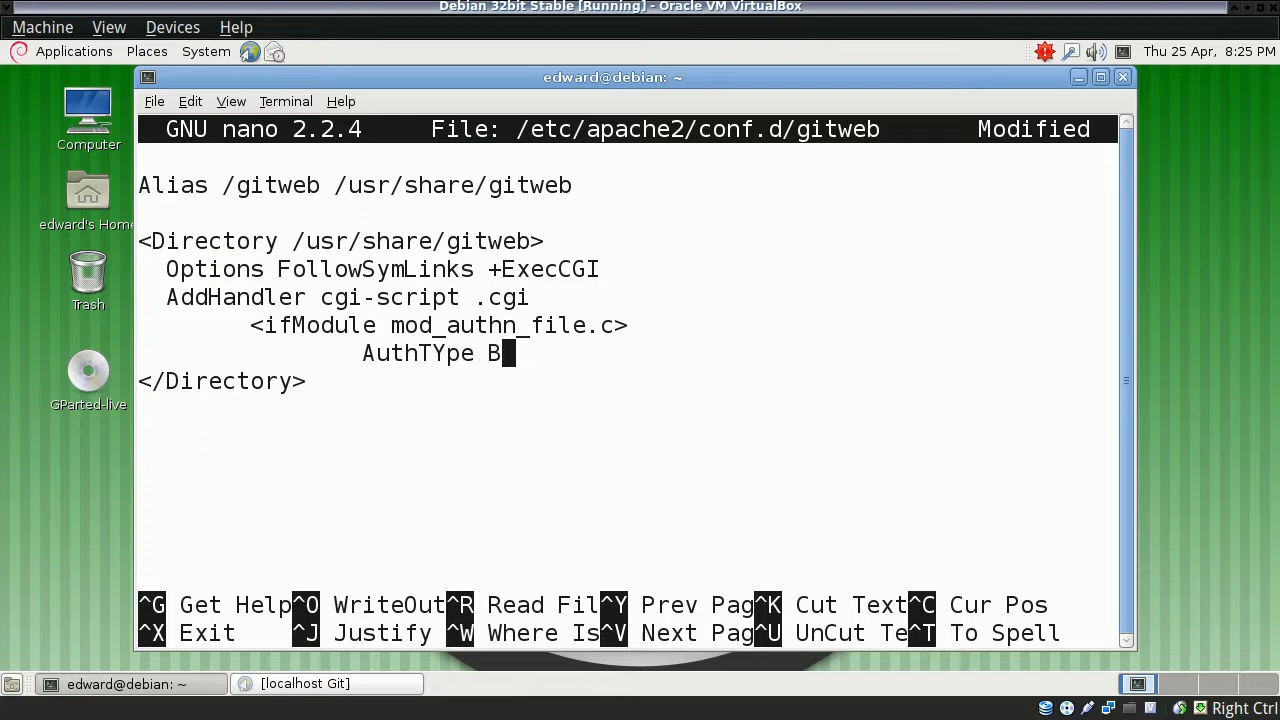 Debian 32bit Stable [Running] - Oracle VM VirtualBox
Machine View Devices Help
Applications Places System Thu 25 Apr, 8:25 PM
edward@debian: ~
File Edit View Terminal Help
GNU nano 2.2.4 File: /etc/apache2/conf.d/gitweb Modified
Alias /gitweb /usr/share/gitweb
<Directory /usr/share/gitweb>
Options FollowSymLinks +ExecCGI
AddHandler cgi-script .cgi
<ifModule mod_authn_file.c>
AuthTYpe B
</Directory>
Computer
edward's Home
Trash
GParted-live
^G Get Help ^O WriteOut ^R Read Fil ^Y Prev Pag ^K Cut Text ^C Cur Pos
^X Exit ^J Justify ^W Where Is ^V Next Pag ^U UnCut Te ^T To Spell
edward@debian: ~ [localhost Git]
Right Ctrl